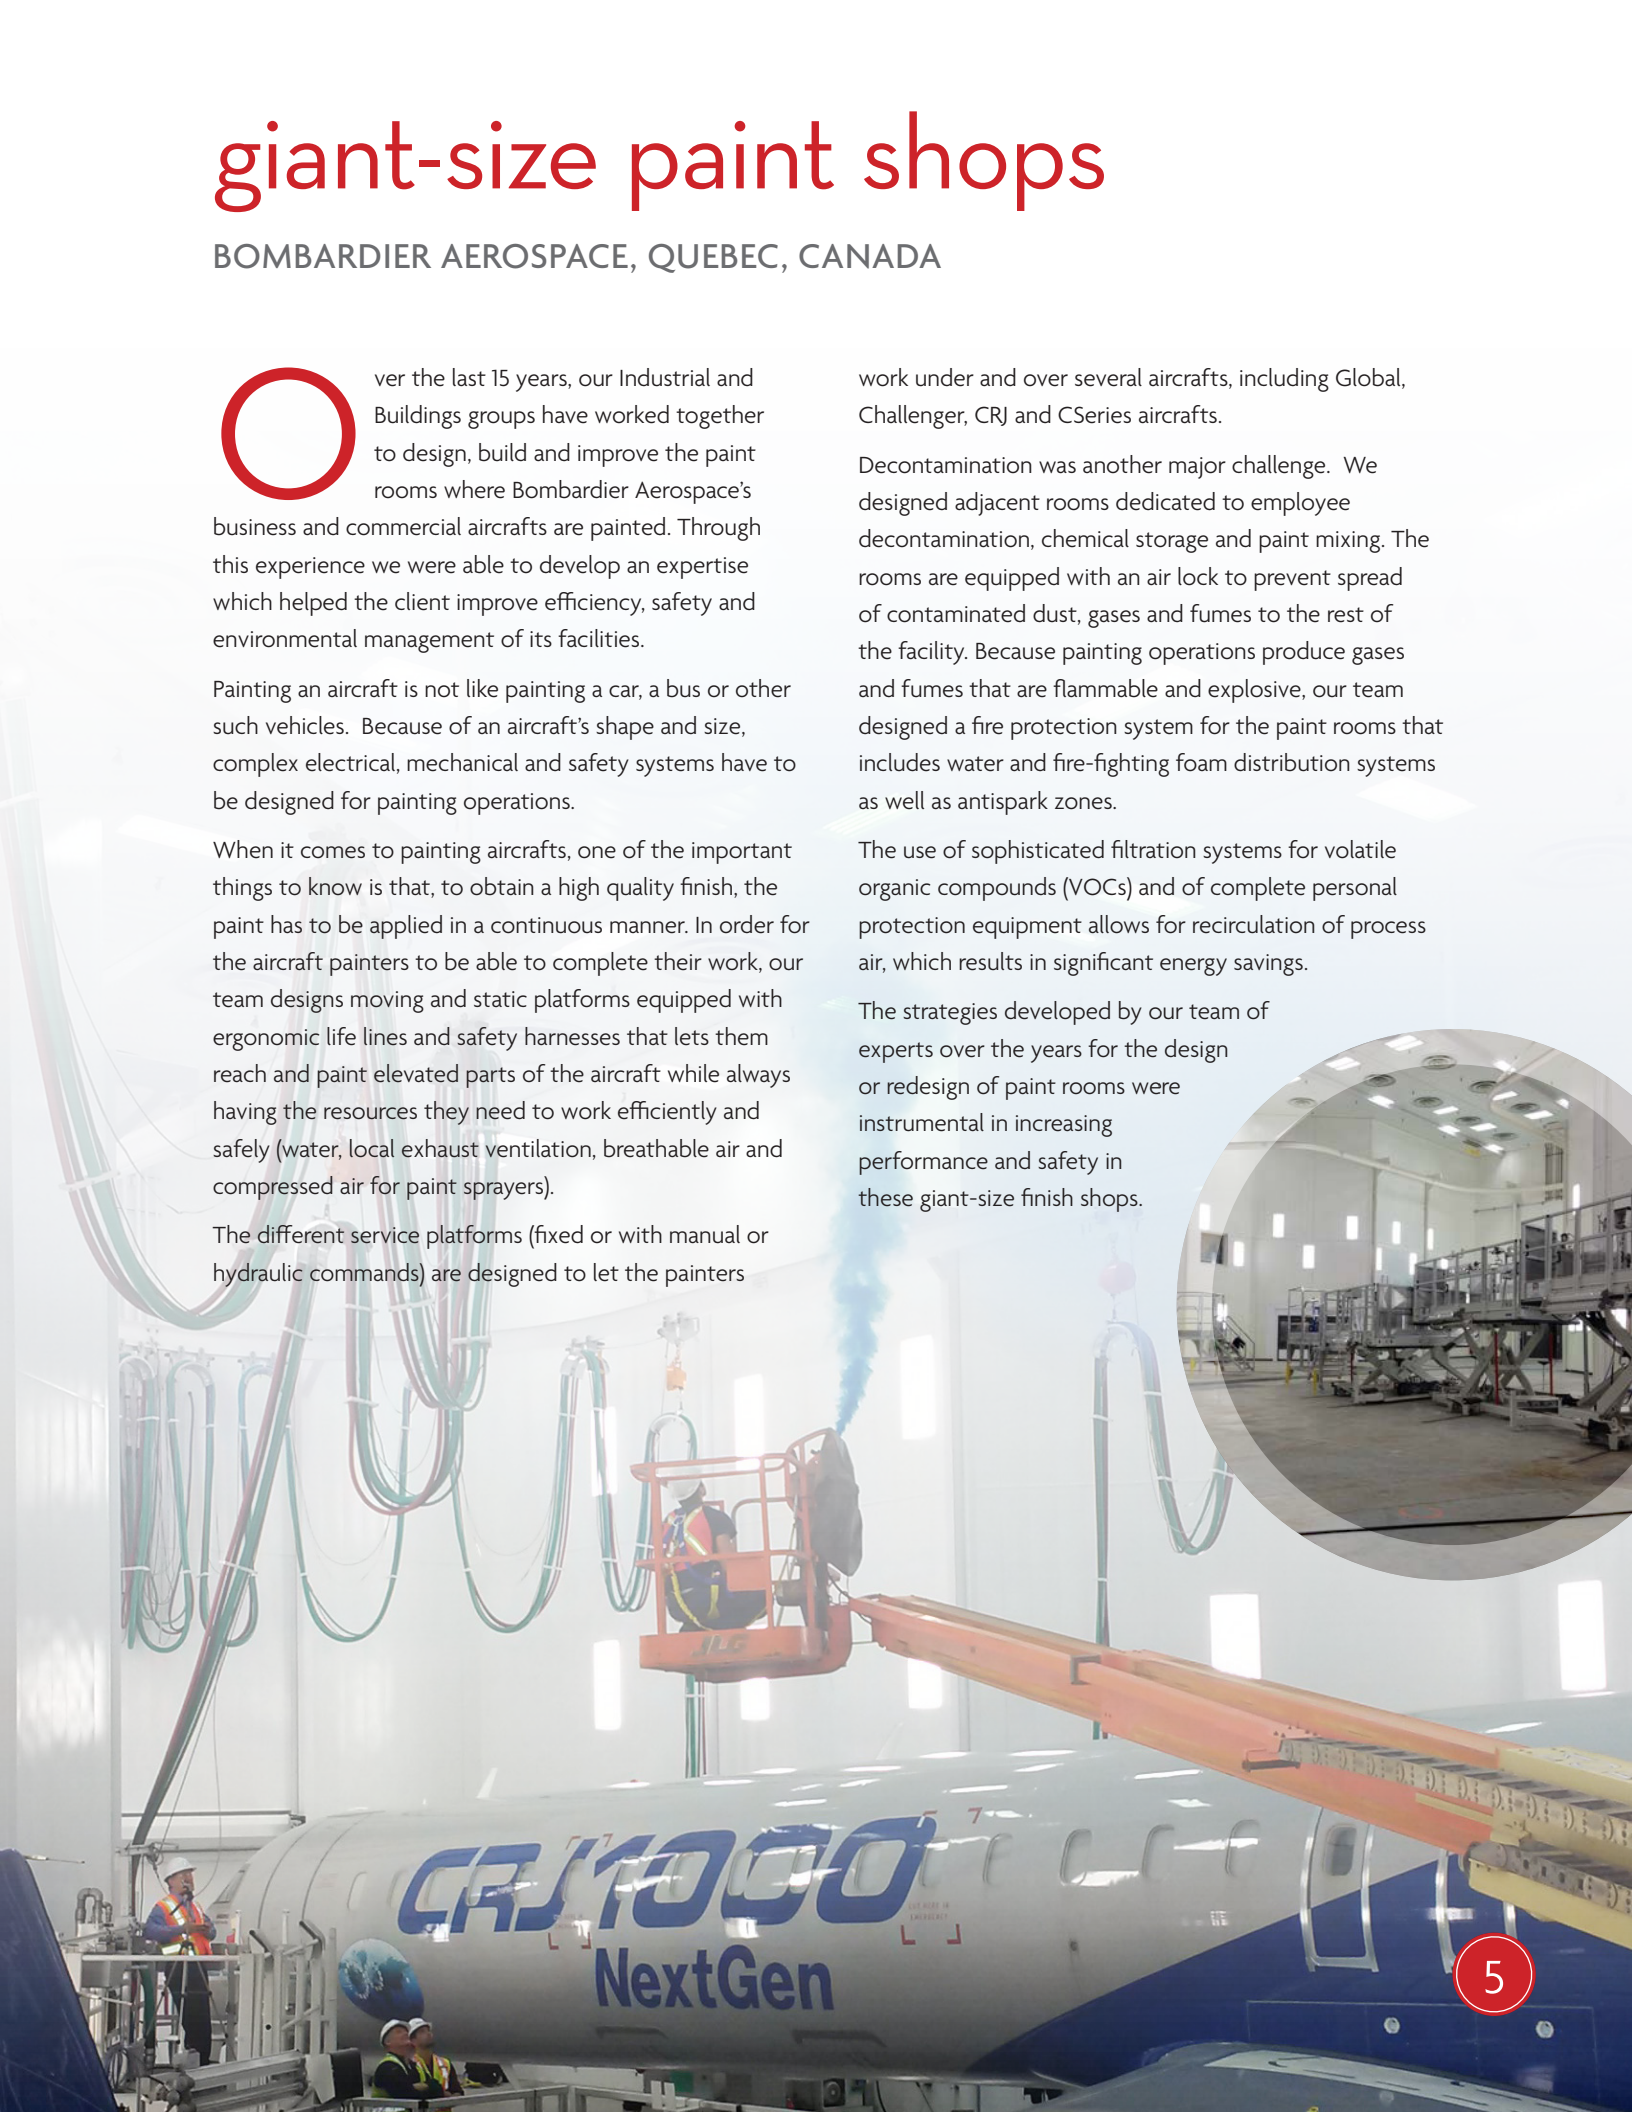 giant-size paint shops
BOMBARDIER AEROSPACE, QUEBEC, CANADA
Over the last 15 years, our Industrial and
Buildings groups have worked together
to design, build and improve the paint
rooms where Bombardier Aerospace’s
business and commercial aircrafts are painted. Through
this experience we were able to develop an expertise
which helped the client improve efficiency, safety and
environmental management of its facilities.
Painting an aircraft is not like painting a car, a bus or other
such vehicles.  Because of an aircraft’s shape and size,
complex electrical, mechanical and safety systems have to
be designed for painting operations.
When it comes to painting aircrafts, one of the important
things to know is that, to obtain a high quality finish, the
paint has to be applied in a continuous manner. In order for
the aircraft painters to be able to complete their work, our
team designs moving and static platforms equipped with
ergonomic life lines and safety harnesses that lets them
reach and paint elevated parts of the aircraft while always
having the resources they need to work efficiently and
safely (water, local exhaust ventilation, breathable air and
compressed air for paint sprayers).
The different service platforms (fixed or with manual or
hydraulic commands) are designed to let the painters
work under and over several aircrafts, including Global,
Challenger, CRJ and CSeries aircrafts.
Decontamination was another major challenge.  We
designed adjacent rooms dedicated to employee
decontamination, chemical storage and paint mixing. The
rooms are equipped with an air lock to prevent spread
of contaminated dust, gases and fumes to the rest of
the facility. Because painting operations produce gases
and fumes that are flammable and explosive, our team
designed a fire protection system for the paint rooms that
includes water and fire-fighting foam distribution systems
as well as antispark zones.
The use of sophisticated filtration systems for volatile
organic compounds (VOCs) and of complete personal
protection equipment allows for recirculation of process
air, which results in significant energy savings.
The strategies developed by our team of
experts over the years for the design
or redesign of paint rooms were
instrumental in increasing
performance and safety in
these giant-size finish shops.
JLG
CRJ1000
NextGen
5